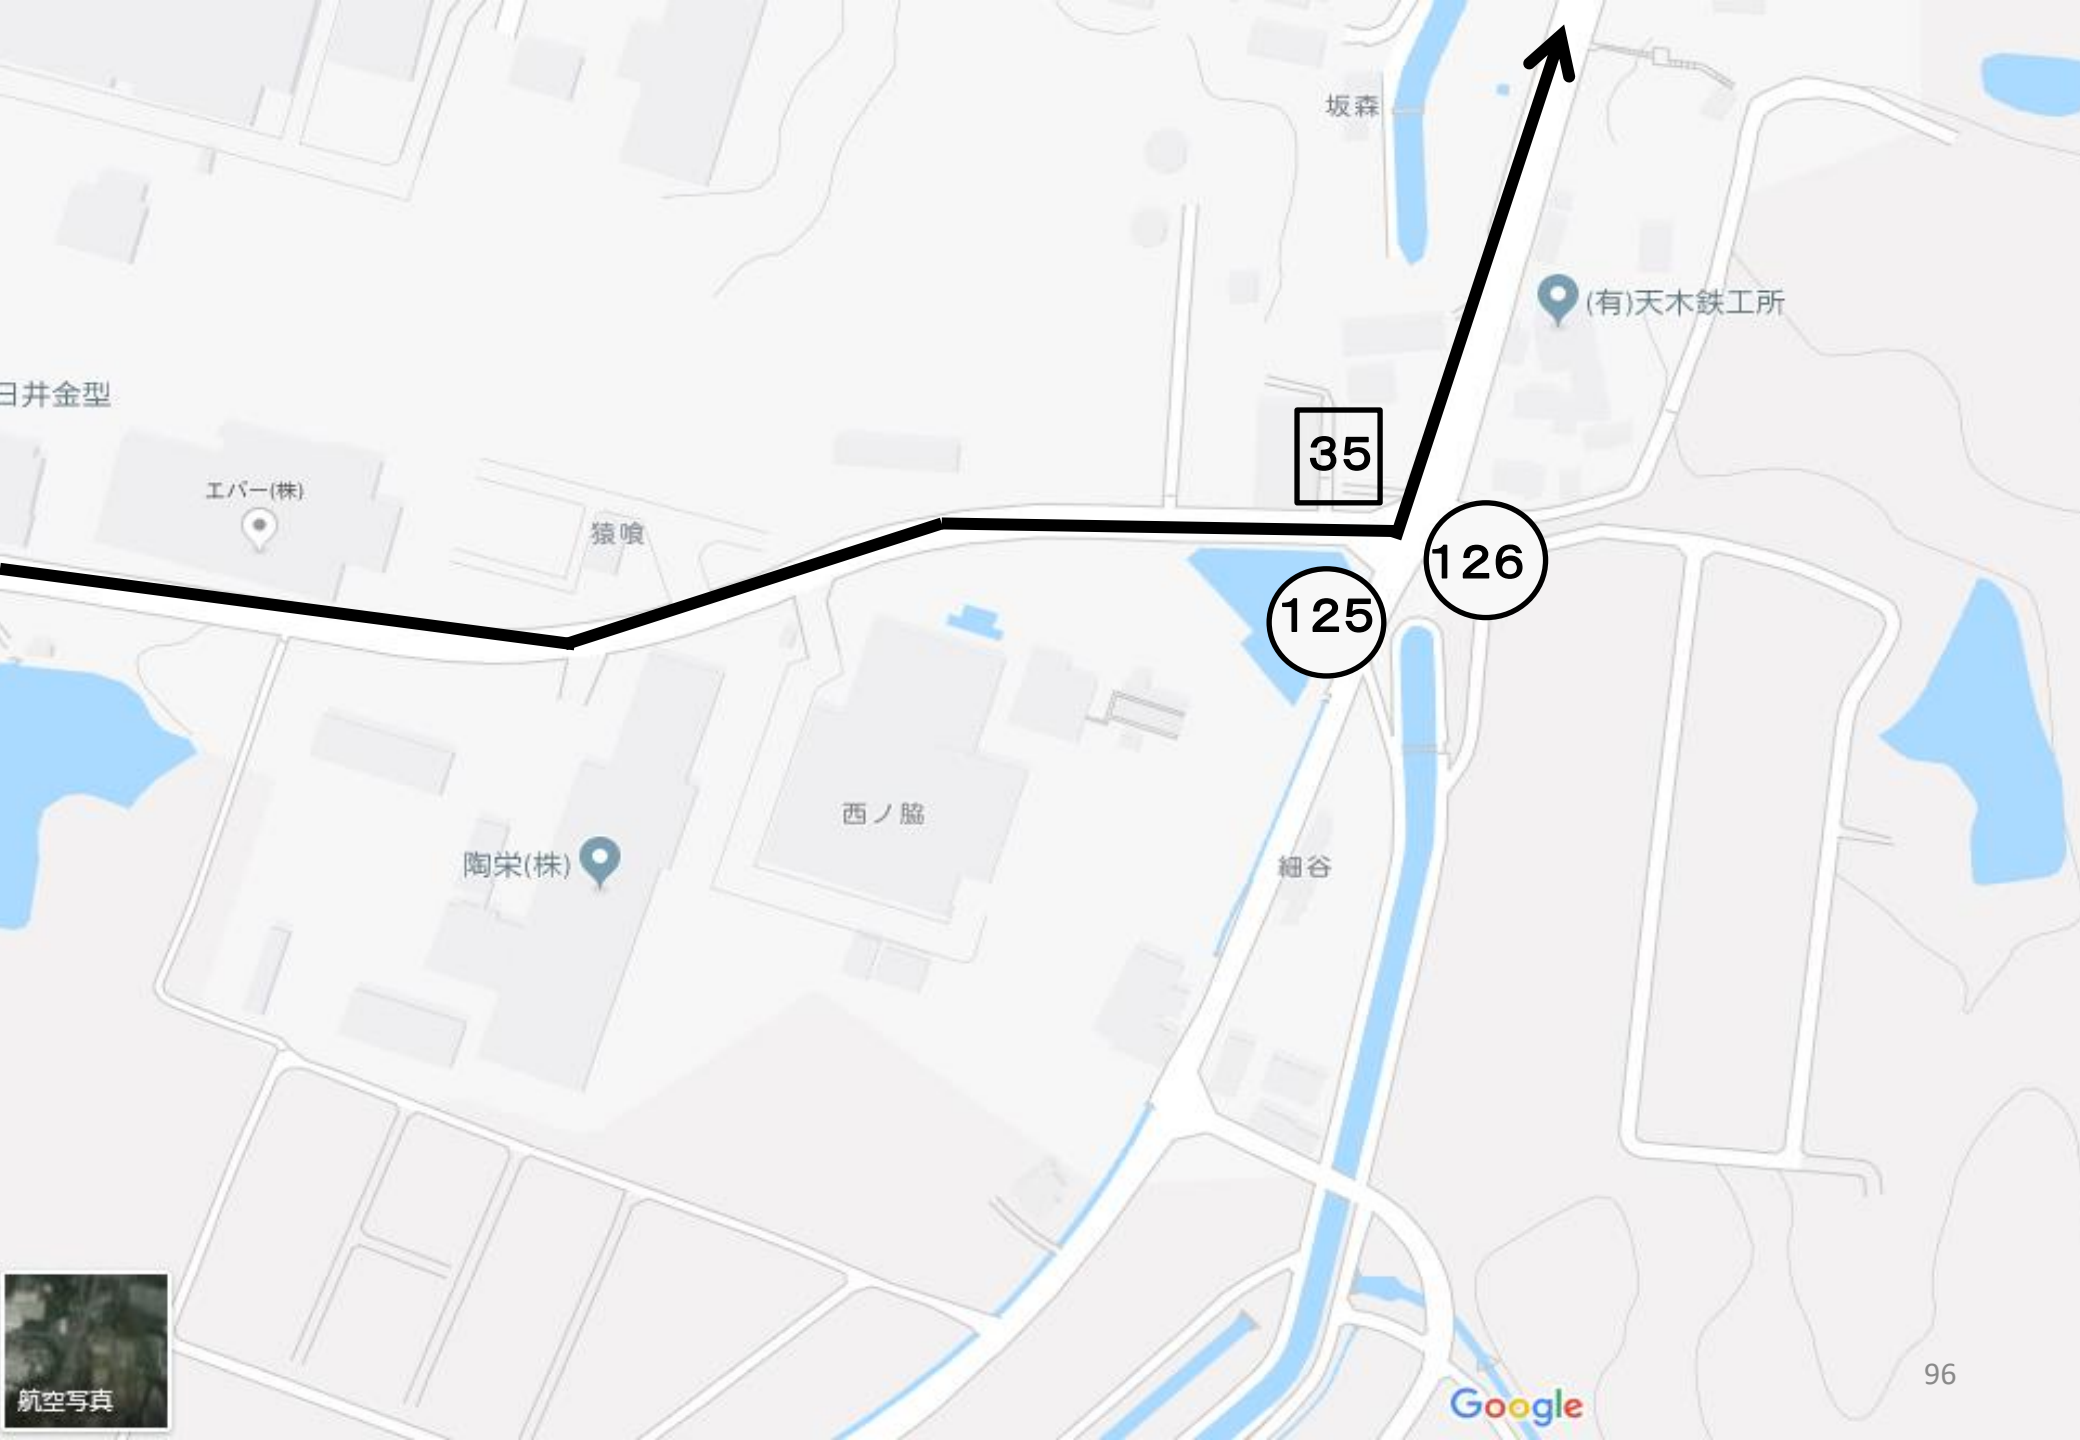 坂森
(有)天木鉄工所
日井金型
35
エバー(株)
猿喰
126
125
西ノ脇
陶栄(株)
細谷
96
航空写真
Google